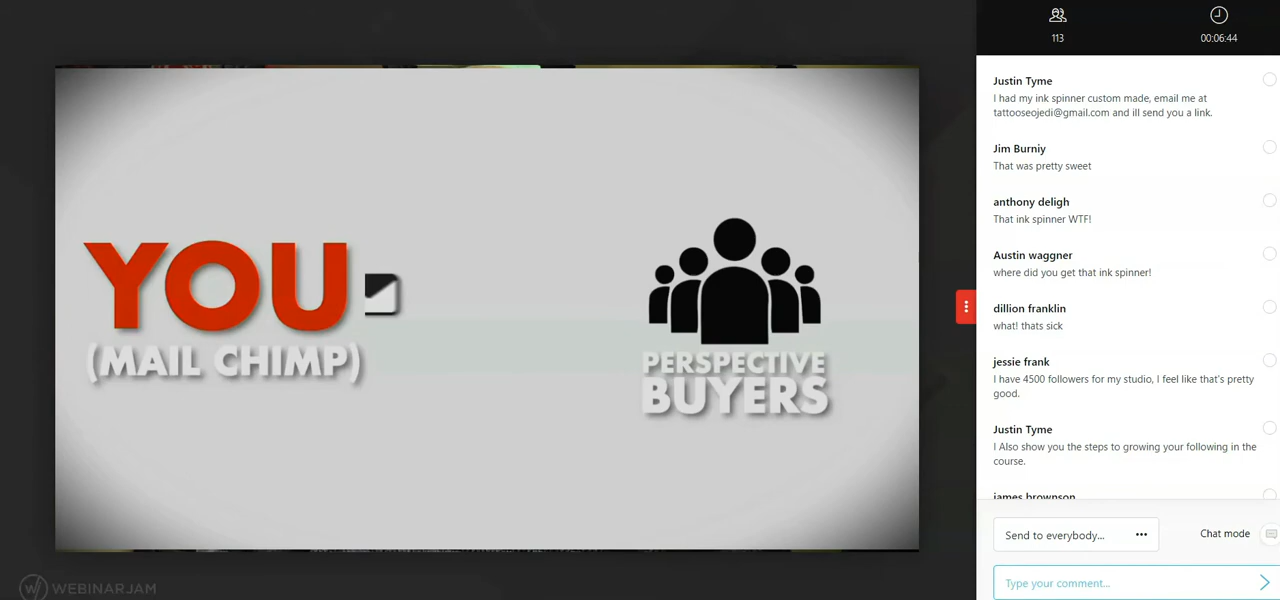 YOU
(MAIL CHIMP)
PERSPECTIVE
BUYERS
WEBINARJAM
113
00:06:44
Justin Tyme
I had my ink spinner custom made, email me at
tattooseojedi@gmail.com and ill send you a link.
Jim Burniy
That was pretty sweet
anthony deligh
That ink spinner WTF!
Austin waggner
where did you get that ink spinner!
dillion franklin
what! thats sick
jessie frank
I have 4500 followers for my studio, I feel like that's pretty
good.
Justin Tyme
I Also show you the steps to growing your following in the
course.
james brownson
Send to everybody...
Chat mode
Type your comment...